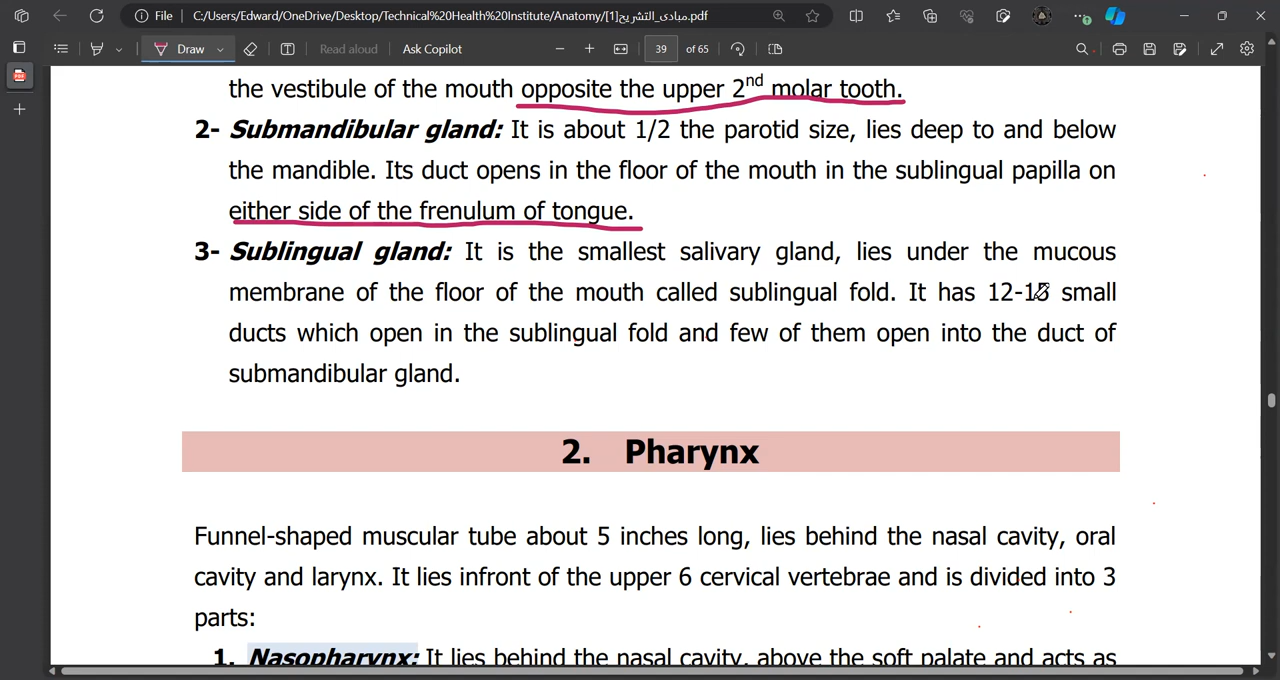 File C:/Users/Edward/OneDrive/Desktop/Technical%20Health%20Institute/Anatomy/[1]مبادى_التشريح.pdf
Draw Read aloud Ask Copilot 39 of 65
the vestibule of the mouth opposite the upper 2nd molar tooth.
2- Submandibular gland: It is about 1/2 the parotid size, lies deep to and below
the mandible. Its duct opens in the floor of the mouth in the sublingual papilla on
either side of the frenulum of tongue.
3- Sublingual gland: It is the smallest salivary gland, lies under the mucous
membrane of the floor of the mouth called sublingual fold. It has small
ducts which open in the sublingual fold and few of them open into the duct of
submandibular gland.
2. Pharynx
Funnel-shaped muscular tube about 5 inches long, lies behind the nasal cavity, oral
cavity and larynx. It lies infront of the upper 6 cervical vertebrae and is divided into 3
parts:
1. Nasopharynx: It lies behind the nasal cavity, above the soft palate and acts as